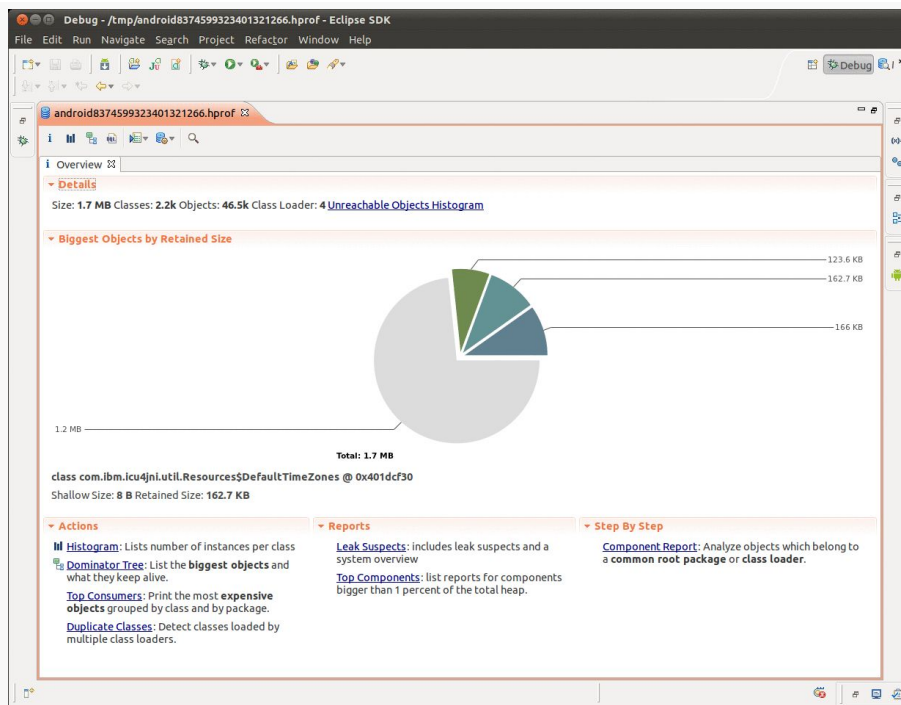 Debug - /tmp/android8374599323401321266.hprof - Eclipse SDK
File Edit Run Navigate Search Project Refactor Window Help
Debug
android8374599323401321266.hprof
i Overview
Details
Size: 1.7 MB Classes: 2.2k Objects: 46.5k Class Loader: 4 Unreachable Objects Histogram
Biggest Objects by Retained Size
123.6 KB
162.7 KB
166 KB
1.2 MB
Total: 1.7 MB
class com.ibm.icu4jni.util.Resources$DefaultTimeZones @ 0x401dcf30
Shallow Size: 8 B Retained Size: 162.7 KB
Actions
Histogram: Lists number of instances per class
Dominator Tree: List the biggest objects and
what they keep alive.
Top Consumers: Print the most expensive
objects grouped by class and by package.
Duplicate Classes: Detect classes loaded by
multiple class loaders.
Reports
Leak Suspects: includes leak suspects and a
system overview
Top Components: list reports for components
bigger than 1 percent of the total heap.
Step By Step
Component Report: Analyze objects which belong to
a common root package or class loader.